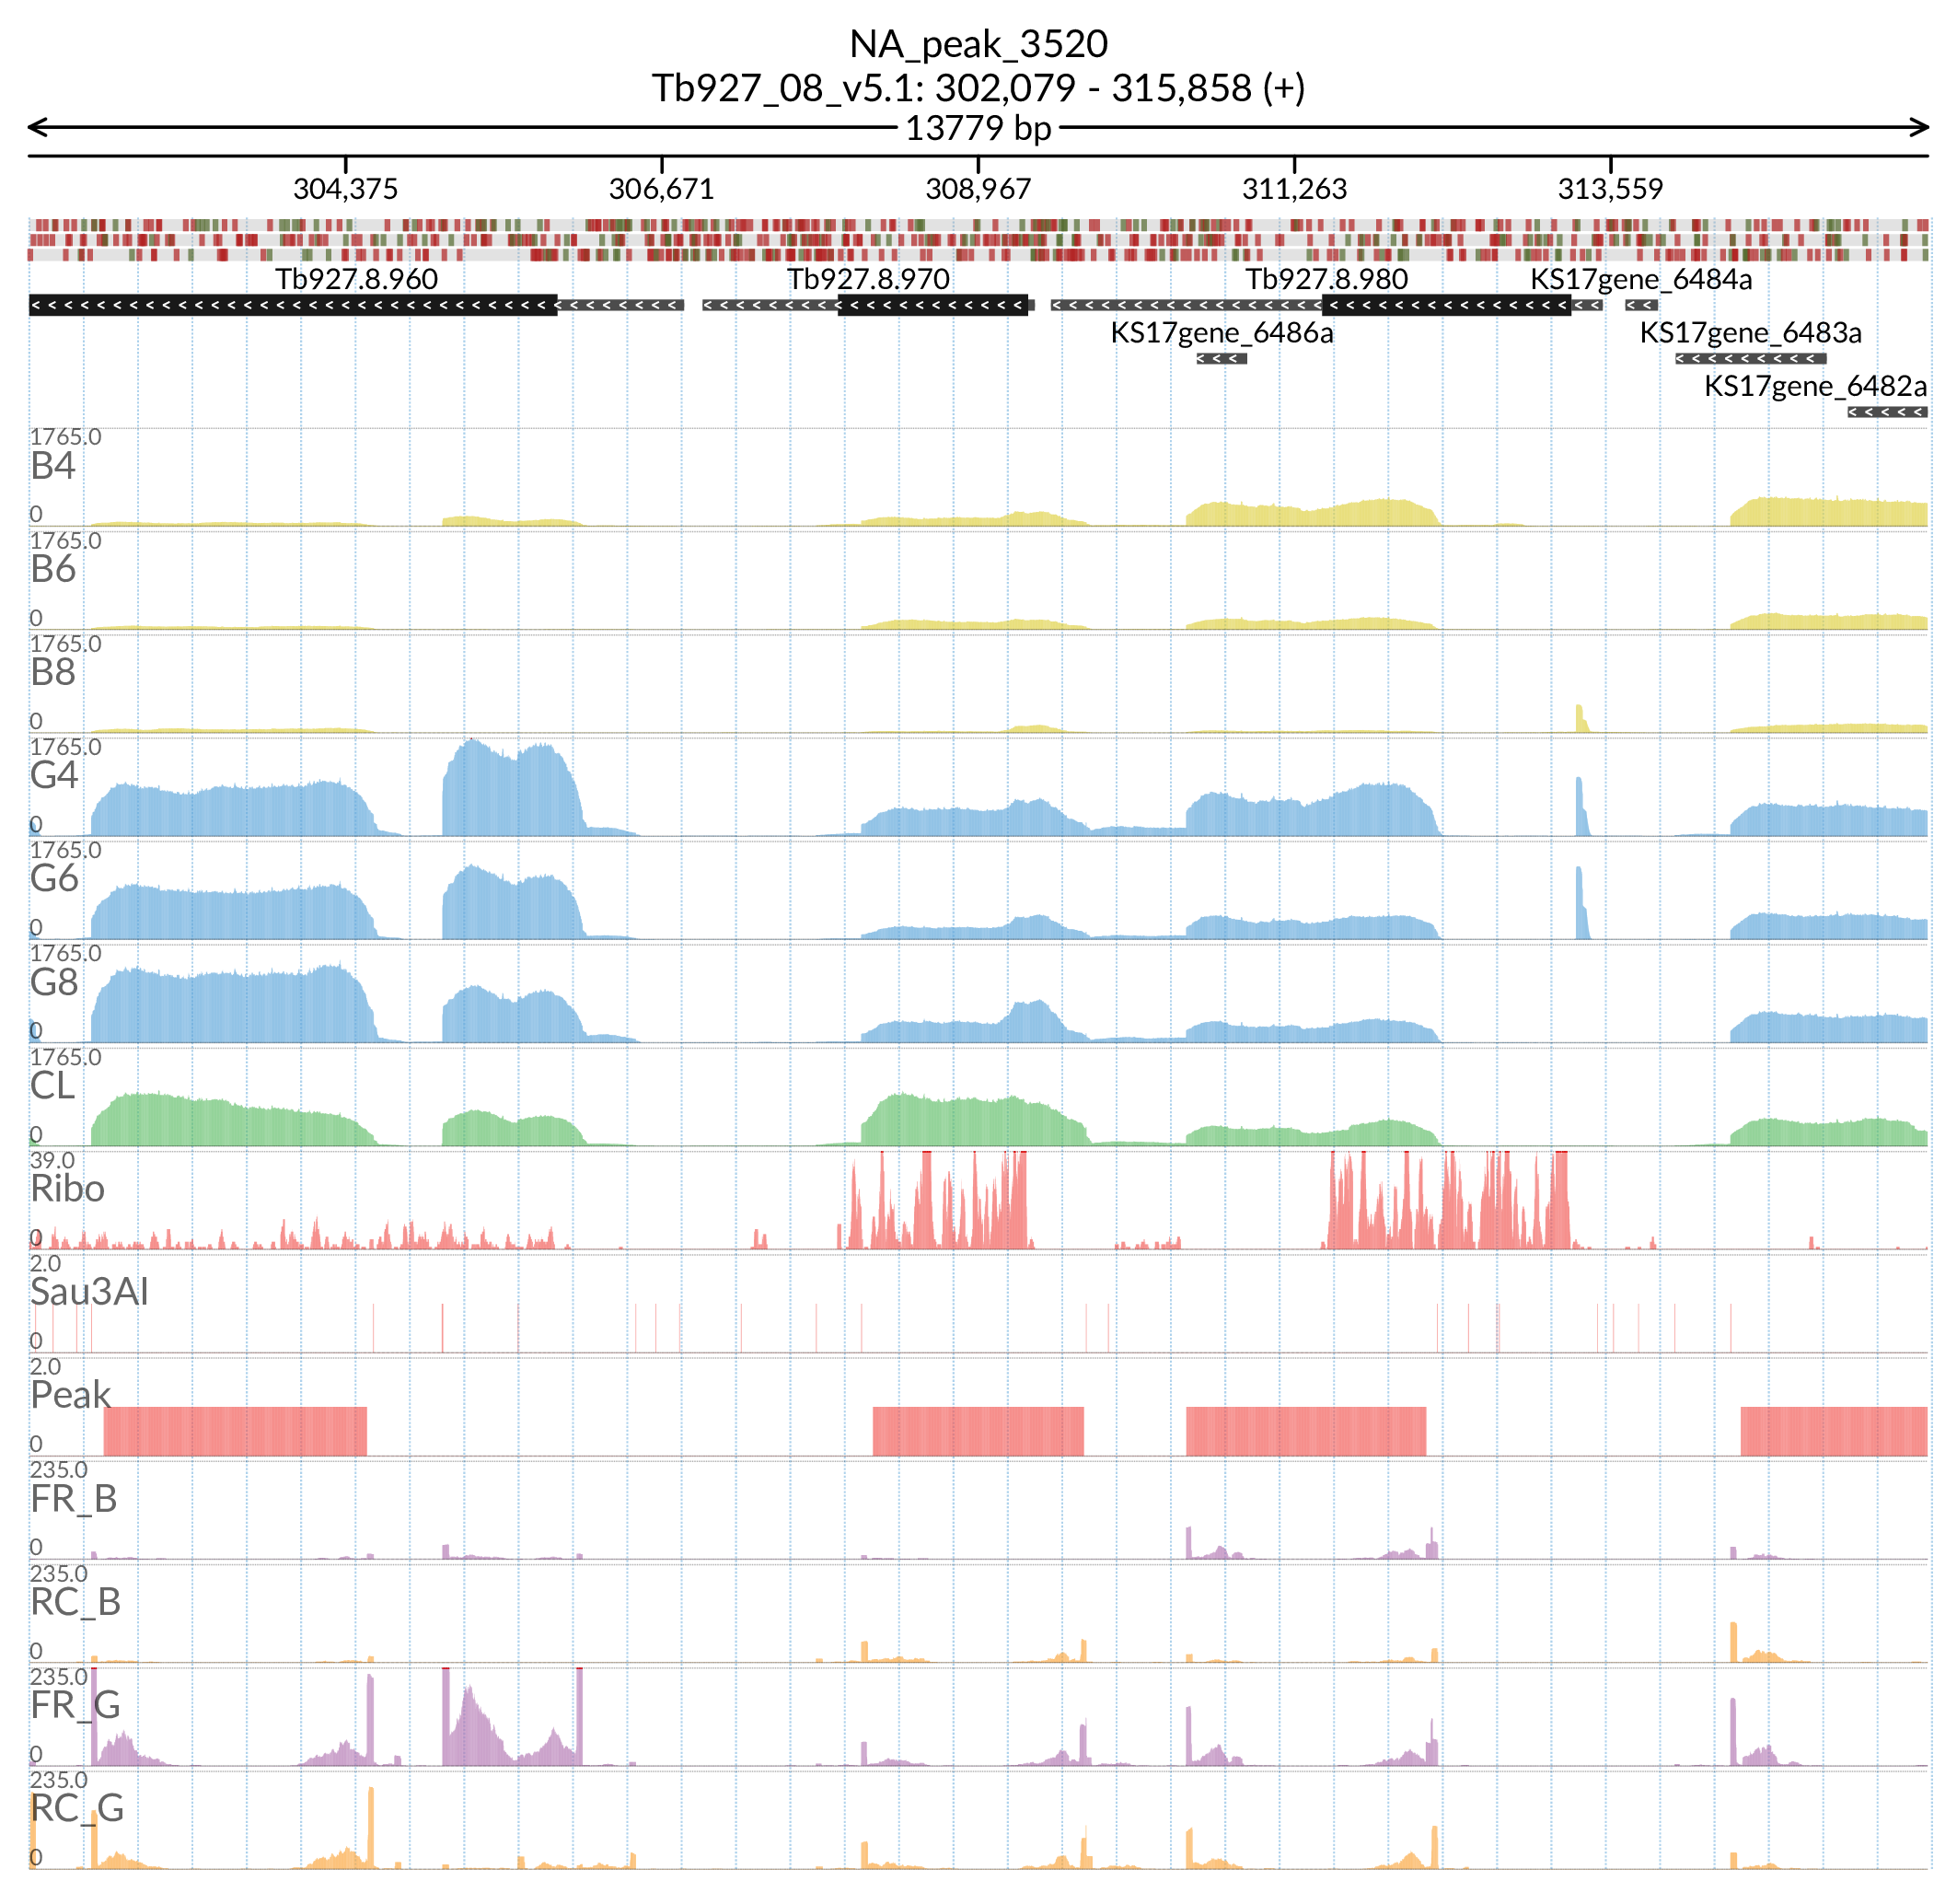 NA_peak_3520
Tb927_08_v5.1: 302,079 - 315,858 (+)
13779 bp
304,375 306,671 308,967 311,263 313,559
Tb927.8.960 Tb927.8.970 Tb927.8.980 KS17gene_6484a
KS17gene_6486a KS17gene_6483a
KS17gene_6482a
1765.0
B4
0
1765.0
B6
0
1765.0
B8
0
1765.0
G4
0
1765.0
G6
0
1765.0
G8
0
1765.0
CL
0
39.0
Ribo
0
2.0
Sau3AI
0
2.0
Peak
0
235.0
FR_B
0
235.0
RC_B
0
235.0
FR_G
0
235.0
RC_G
0